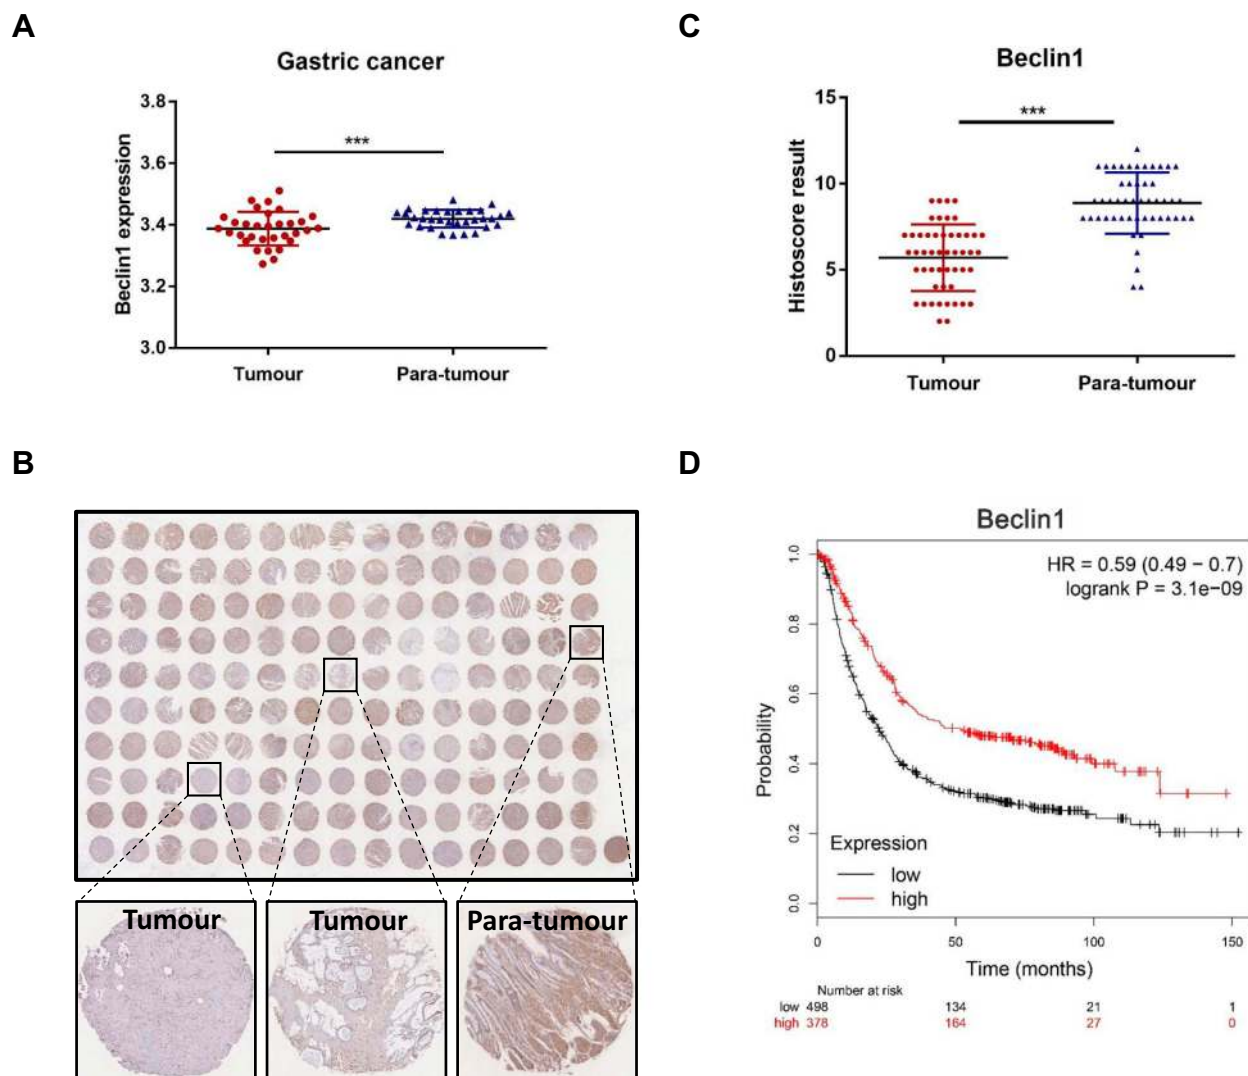 A
Gastric cancer
Beclin1 expression
3.8
3.6
3.4
3.2
3.0
***
Tumour Para-tumour
C
Beclin1
Histoscore result
15
10
5
0
***
Tumour Para-tumour
B
Tumour Tumour Para-tumour
D
Beclin1
HR = 0.59 (0.49 − 0.7)
logrank P = 3.1e−09
Probability
1.0
0.8
0.6
0.4
0.2
0.0
Expression
low
high
0 50 100 150
Time (months)
Number at risk
low 498 134 21 1
high 378 164 27 0